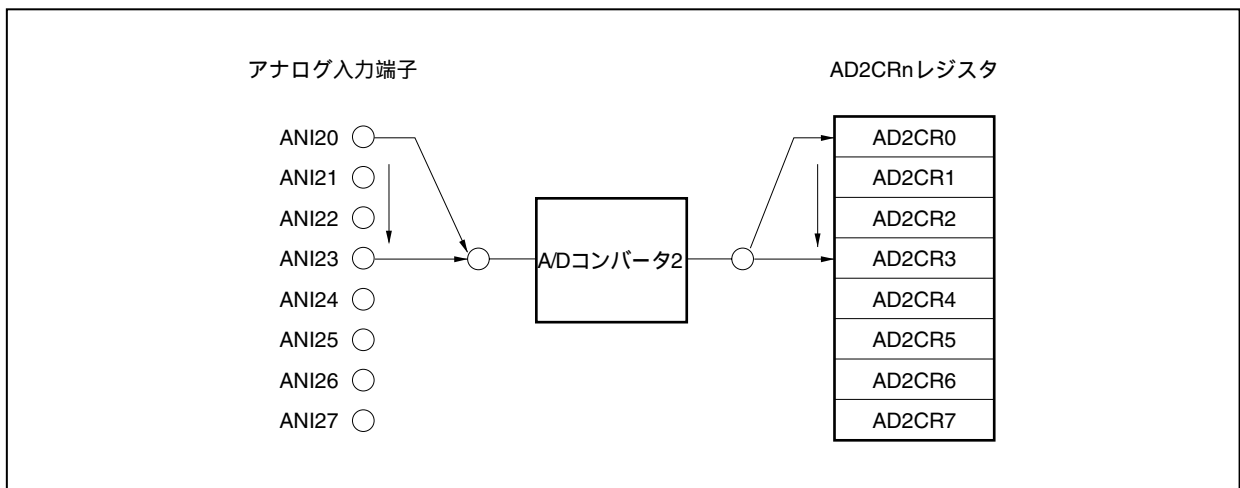 アナログ入力端子
AD2CRnレジスタ
ANI20
ANI21
ANI22
ANI23
ANI24
ANI25
ANI26
ANI27
A/Dコンバータ2
AD2CR0
AD2CR1
AD2CR2
AD2CR3
AD2CR4
AD2CR5
AD2CR6
AD2CR7